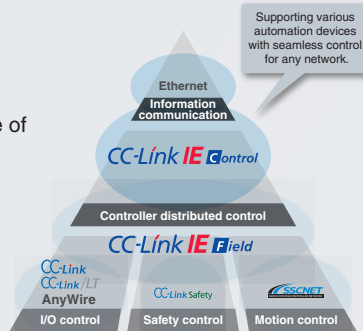 Supporting various
automation devices
with seamless control
for any network.
Ethernet
Information
communication
e of
CC-Link IE Control
Controller distributed control
CC-Link IE Field
CC-Link
CC-Link/LT
AnyWire
CC-Link Safety
SSCNET
I/O control
Safety control
Motion control